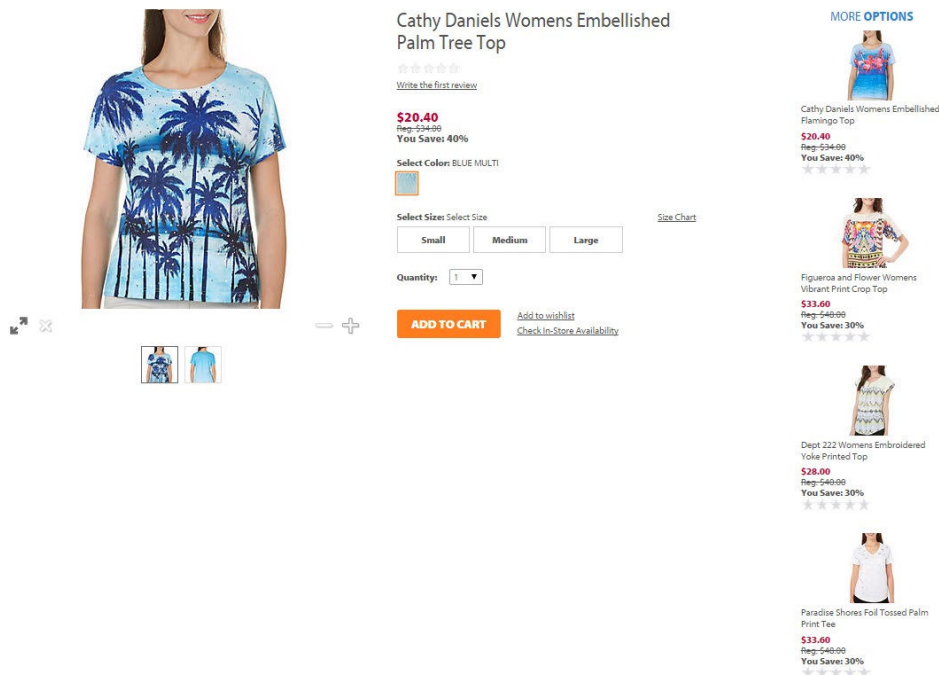 Cathy Daniels Womens Embellished
Palm Tree Top
Write the first review
$20.40
Reg. $34.00
You Save: 40%
Select Color: BLUE MULTI
Select Size: Select Size
Size Chart
Small
Medium
Large
Quantity:
1
ADD TO CART
Add to wishlist
Check In-Store Availability
MORE OPTIONS
Cathy Daniels Womens Embellished
Flamingo Top
$20.40
Reg. $34.00
You Save: 40%
Figueroa and Flower Womens
Vibrant Print Crop Top
$33.60
Reg. $48.00
You Save: 30%
Dept 222 Womens Embroidered
Yoke Printed Top
$28.00
Reg. $40.00
You Save: 30%
Paradise Shores Foil Tossed Palm
Print Tee
$33.60
Reg. $48.00
You Save: 30%